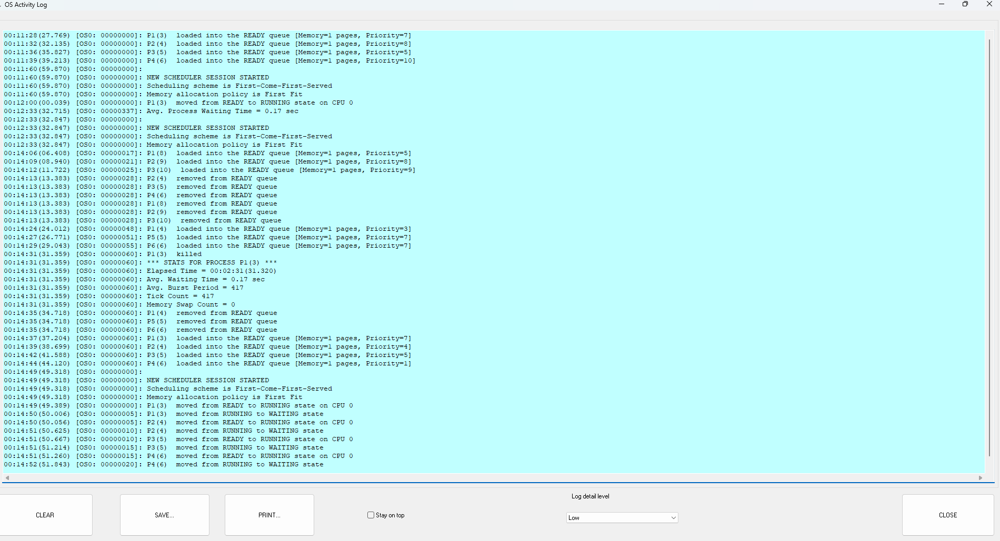 OS Activity Log
00:11:28(27.769) [OS0: 00000000]: P1(3)  loaded into the READY queue [Memory=1 pages, Priority=7]
00:11:32(32.135) [OS0: 00000000]: P2(4)  loaded into the READY queue [Memory=1 pages, Priority=8]
00:11:36(35.827) [OS0: 00000000]: P3(5)  loaded into the READY queue [Memory=1 pages, Priority=5]
00:11:39(39.213) [OS0: 00000000]: P4(6)  loaded into the READY queue [Memory=1 pages, Priority=10]
00:11:60(59.870) [OS0: 00000000]:
00:11:60(59.870) [OS0: 00000000]: NEW SCHEDULER SESSION STARTED
00:11:60(59.870) [OS0: 00000000]: Scheduling scheme is First-Come-First-Served
00:11:60(59.870) [OS0: 00000000]: Memory allocation policy is First Fit
00:12:00(00.039) [OS0: 00000000]: P1(3)  moved from READY to RUNNING state on CPU 0
00:12:33(32.715) [OS0: 00000337]: Avg. Process Waiting Time = 0.17 sec
00:12:33(32.847) [OS0: 00000000]:
00:12:33(32.847) [OS0: 00000000]: NEW SCHEDULER SESSION STARTED
00:12:33(32.847) [OS0: 00000000]: Scheduling scheme is First-Come-First-Served
00:12:33(32.847) [OS0: 00000000]: Memory allocation policy is First Fit
00:14:06(06.408) [OS0: 00000017]: P1(8)  loaded into the READY queue [Memory=1 pages, Priority=5]
00:14:09(08.940) [OS0: 00000021]: P2(9)  loaded into the READY queue [Memory=1 pages, Priority=8]
00:14:12(11.722) [OS0: 00000025]: P3(10)  loaded into the READY queue [Memory=1 pages, Priority=9]
00:14:13(13.383) [OS0: 00000028]: P2(4)  removed from READY queue
00:14:13(13.383) [OS0: 00000028]: P3(5)  removed from READY queue
00:14:13(13.383) [OS0: 00000028]: P4(6)  removed from READY queue
00:14:13(13.383) [OS0: 00000028]: P1(8)  removed from READY queue
00:14:13(13.383) [OS0: 00000028]: P2(9)  removed from READY queue
00:14:13(13.383) [OS0: 00000028]: P3(10)  removed from READY queue
00:14:24(24.012) [OS0: 00000048]: P1(4)  loaded into the READY queue [Memory=1 pages, Priority=3]
00:14:27(26.771) [OS0: 00000051]: P5(5)  loaded into the READY queue [Memory=1 pages, Priority=7]
00:14:29(29.043) [OS0: 00000055]: P6(6)  loaded into the READY queue [Memory=1 pages, Priority=7]
00:14:31(31.359) [OS0: 00000060]: P1(3)  killed
00:14:31(31.359) [OS0: 00000060]: *** STATS FOR PROCESS P1(3) ***
00:14:31(31.359) [OS0: 00000060]: Elapsed Time = 00:02:31(31.320)
00:14:31(31.359) [OS0: 00000060]: Avg. Waiting Time = 0.17 sec
00:14:31(31.359) [OS0: 00000060]: Avg. Burst Period = 417
00:14:31(31.359) [OS0: 00000060]: Tick Count = 417
00:14:31(31.359) [OS0: 00000060]: Memory Swap Count = 0
00:14:35(34.718) [OS0: 00000060]: P1(4)  removed from READY queue
00:14:35(34.718) [OS0: 00000060]: P5(5)  removed from READY queue
00:14:35(34.718) [OS0: 00000060]: P6(6)  removed from READY queue
00:14:37(37.204) [OS0: 00000060]: P1(3)  loaded into the READY queue [Memory=1 pages, Priority=7]
00:14:39(38.699) [OS0: 00000060]: P2(4)  loaded into the READY queue [Memory=1 pages, Priority=4]
00:14:42(41.588) [OS0: 00000060]: P3(5)  loaded into the READY queue [Memory=1 pages, Priority=5]
00:14:44(44.120) [OS0: 00000060]: P4(6)  loaded into the READY queue [Memory=1 pages, Priority=1]
00:14:49(49.318) [OS0: 00000000]:
00:14:49(49.318) [OS0: 00000000]: NEW SCHEDULER SESSION STARTED
00:14:49(49.318) [OS0: 00000000]: Scheduling scheme is First-Come-First-Served
00:14:49(49.318) [OS0: 00000000]: Memory allocation policy is First Fit
00:14:49(49.389) [OS0: 00000000]: P1(3)  moved from READY to RUNNING state on CPU 0
00:14:50(50.006) [OS0: 00000005]: P1(3)  moved from RUNNING to WAITING state
00:14:50(50.056) [OS0: 00000005]: P2(4)  moved from READY to RUNNING state on CPU 0
00:14:51(50.625) [OS0: 00000010]: P2(4)  moved from RUNNING to WAITING state
00:14:51(50.667) [OS0: 00000010]: P3(5)  moved from READY to RUNNING state on CPU 0
00:14:51(51.214) [OS0: 00000015]: P3(5)  moved from RUNNING to WAITING state
00:14:51(51.260) [OS0: 00000015]: P4(6)  moved from READY to RUNNING state on CPU 0
00:14:52(51.843) [OS0: 00000020]: P4(6)  moved from RUNNING to WAITING state
Log detail level
CLEAR
SAVE...
PRINT...
Stay on top
Low
CLOSE